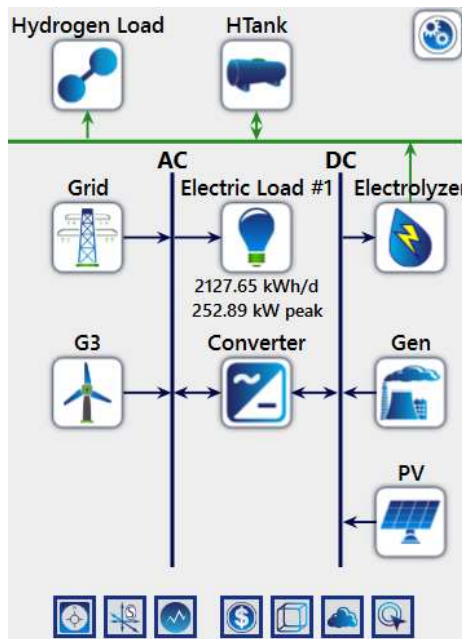 Hydrogen Load HTank
AC DC
Grid Electric Load #1 Electrolyzer
2127.65 kWh/d
252.89 kW peak
G3 Converter Gen
PV